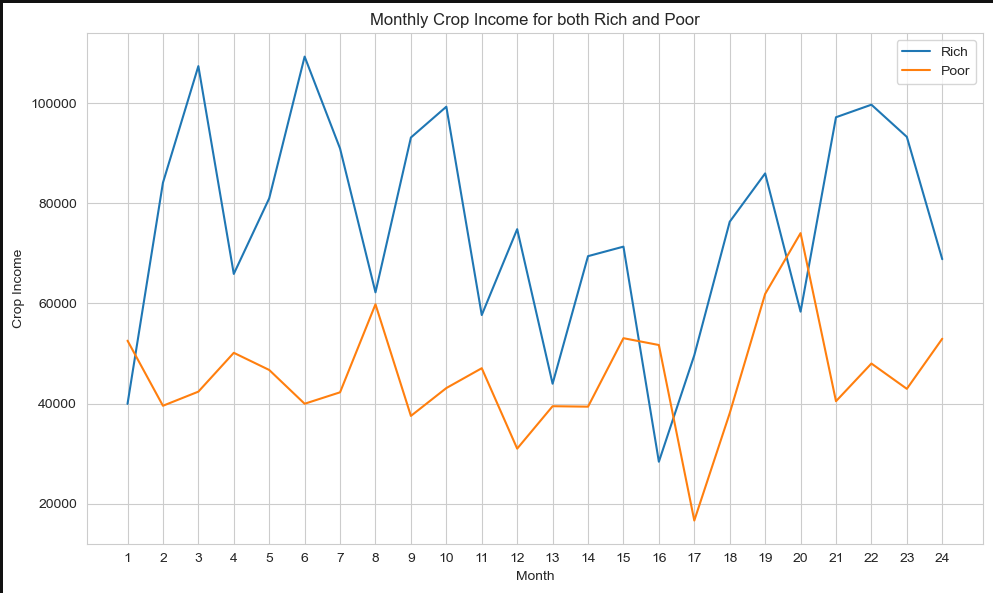 Monthly Crop Income for both Rich and Poor
Rich
Poor
100000
80000
60000
40000
20000
Crop Income
1 2 3 4 5 6 7 8 9 10 11 12 13 14 15 16 17 18 19 20 21 22 23 24
Month